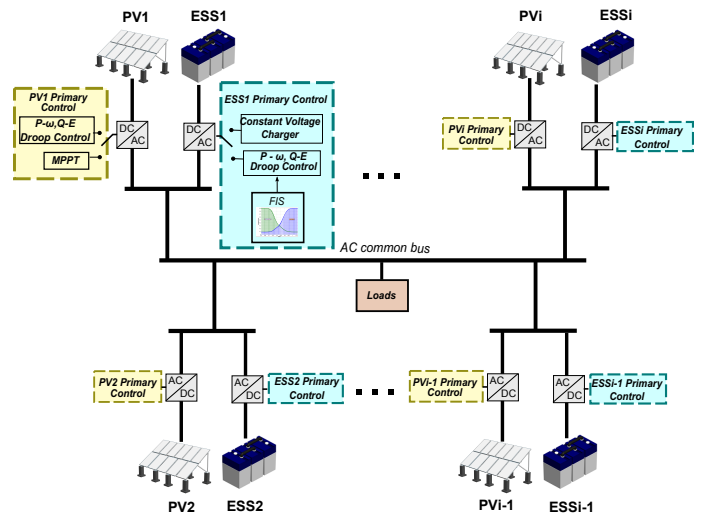 PV1
ESS1
PVi
ESSi
PV1 Primary
Control
P-ω,Q-E
Droop Control
MPPT
DC
AC
DC
AC
ESS1 Primary Control
Constant Voltage
Charger
P - ω, Q-E
Droop Control
FIS
PVi Primary
Control
DC
AC
DC
AC
ESSi Primary
Control
AC common bus
Loads
PV2 Primary
Control
AC
DC
AC
DC
ESS2 Primary
Control
PVi-1 Primary
Control
AC
DC
AC
DC
ESSi-1 Primary
Control
PV2
ESS2
PVi-1
ESSi-1